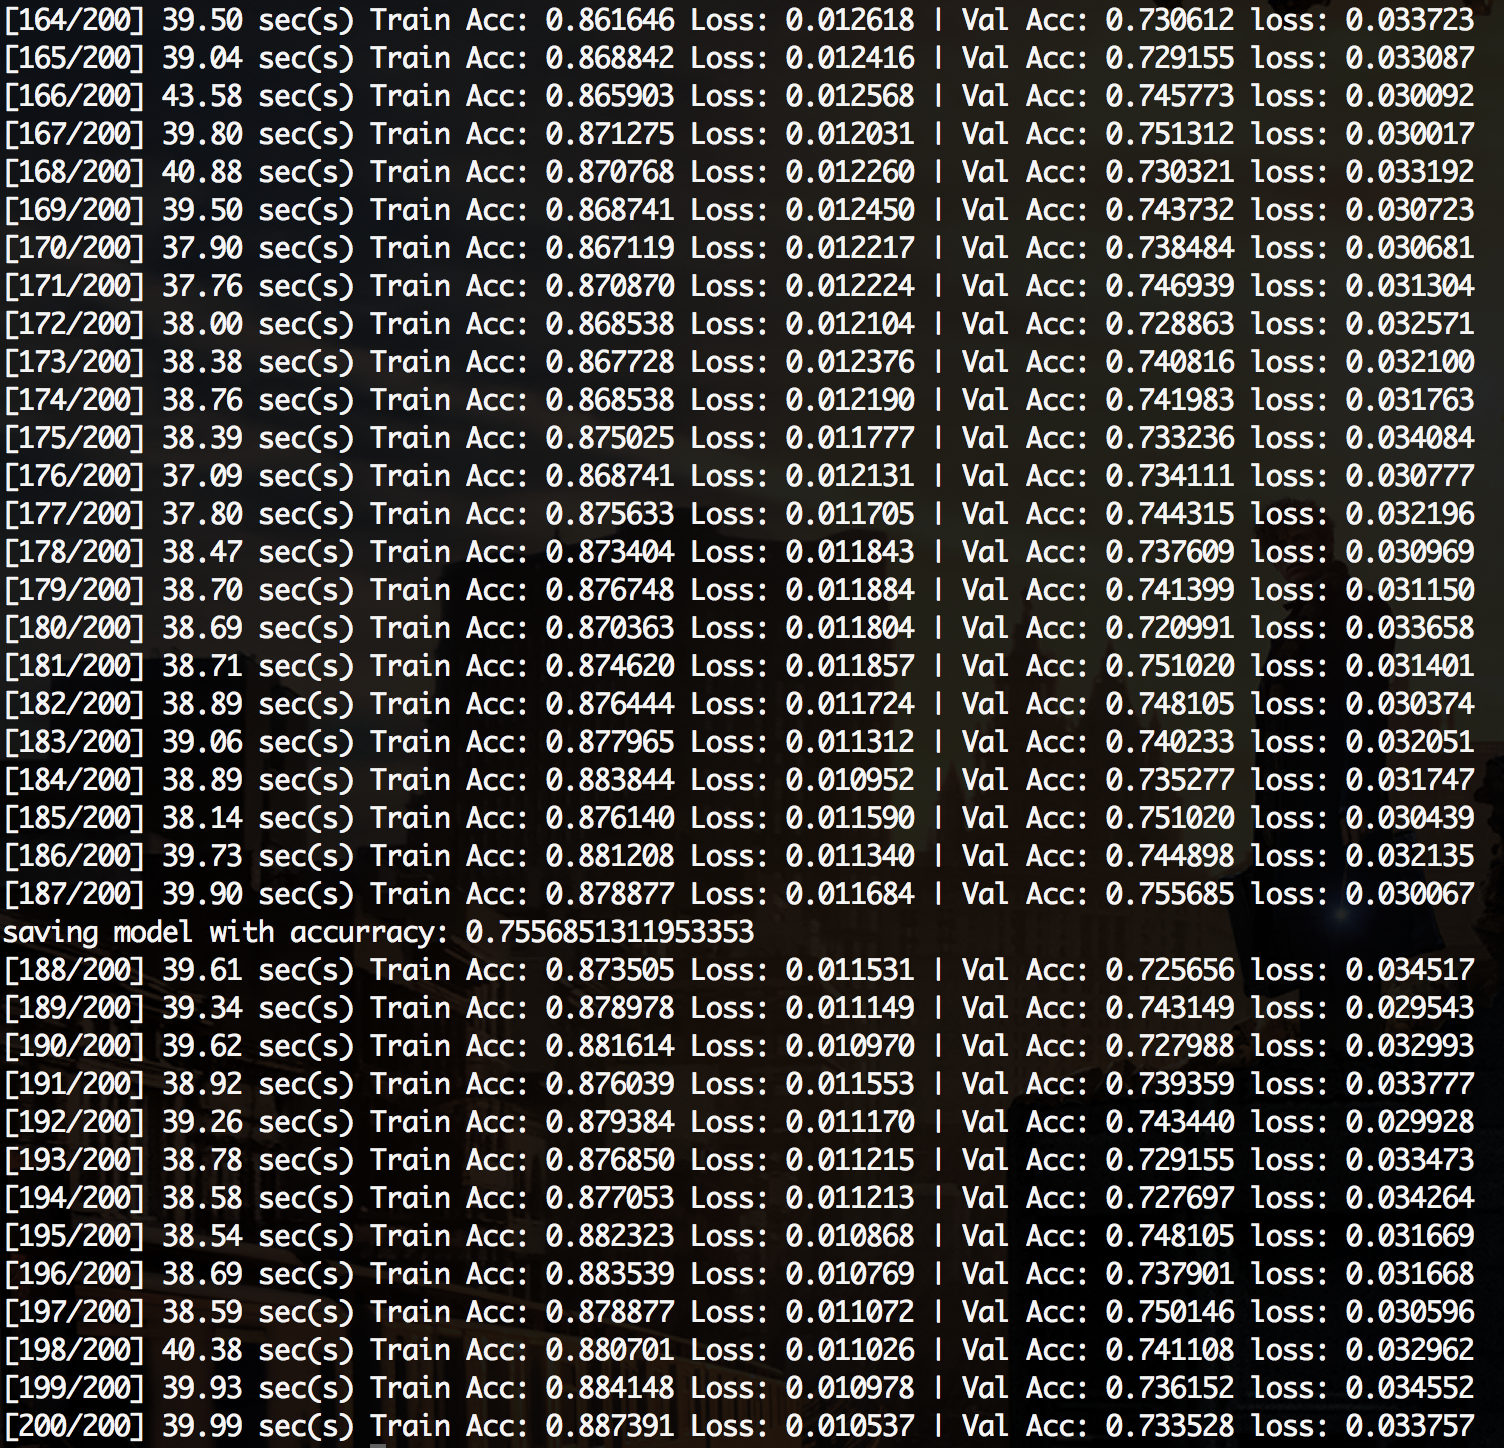 [164/200] 39.50 sec(s) Train Acc: 0.861646 Loss: 0.012618 | Val Acc: 0.730612 loss: 0.033723
[165/200] 39.04 sec(s) Train Acc: 0.868842 Loss: 0.012416 | Val Acc: 0.729155 loss: 0.033087
[166/200] 43.58 sec(s) Train Acc: 0.865903 Loss: 0.012568 | Val Acc: 0.745773 loss: 0.030092
[167/200] 39.80 sec(s) Train Acc: 0.871275 Loss: 0.012031 | Val Acc: 0.751312 loss: 0.030017
[168/200] 40.88 sec(s) Train Acc: 0.870768 Loss: 0.012260 | Val Acc: 0.730321 loss: 0.033192
[169/200] 39.50 sec(s) Train Acc: 0.868741 Loss: 0.012450 | Val Acc: 0.743732 loss: 0.030723
[170/200] 37.90 sec(s) Train Acc: 0.867119 Loss: 0.012217 | Val Acc: 0.738484 loss: 0.030681
[171/200] 37.76 sec(s) Train Acc: 0.870870 Loss: 0.012224 | Val Acc: 0.746939 loss: 0.031304
[172/200] 38.00 sec(s) Train Acc: 0.868538 Loss: 0.012104 | Val Acc: 0.728863 loss: 0.032571
[173/200] 38.38 sec(s) Train Acc: 0.867728 Loss: 0.012376 | Val Acc: 0.740816 loss: 0.032100
[174/200] 38.76 sec(s) Train Acc: 0.868538 Loss: 0.012190 | Val Acc: 0.741983 loss: 0.031763
[175/200] 38.39 sec(s) Train Acc: 0.875025 Loss: 0.011777 | Val Acc: 0.733236 loss: 0.034084
[176/200] 37.09 sec(s) Train Acc: 0.868741 Loss: 0.012131 | Val Acc: 0.734111 loss: 0.030777
[177/200] 37.80 sec(s) Train Acc: 0.875633 Loss: 0.011705 | Val Acc: 0.744315 loss: 0.032196
[178/200] 38.47 sec(s) Train Acc: 0.873404 Loss: 0.011843 | Val Acc: 0.737609 loss: 0.030969
[179/200] 38.70 sec(s) Train Acc: 0.876748 Loss: 0.011884 | Val Acc: 0.741399 loss: 0.031150
[180/200] 38.69 sec(s) Train Acc: 0.870363 Loss: 0.011804 | Val Acc: 0.720991 loss: 0.033658
[181/200] 38.71 sec(s) Train Acc: 0.874620 Loss: 0.011857 | Val Acc: 0.751020 loss: 0.031401
[182/200] 38.89 sec(s) Train Acc: 0.876444 Loss: 0.011724 | Val Acc: 0.748105 loss: 0.030374
[183/200] 39.06 sec(s) Train Acc: 0.877965 Loss: 0.011312 | Val Acc: 0.740233 loss: 0.032051
[184/200] 38.89 sec(s) Train Acc: 0.883844 Loss: 0.010952 | Val Acc: 0.735277 loss: 0.031747
[185/200] 38.14 sec(s) Train Acc: 0.876140 Loss: 0.011590 | Val Acc: 0.751020 loss: 0.030439
[186/200] 39.73 sec(s) Train Acc: 0.881208 Loss: 0.011340 | Val Acc: 0.744898 loss: 0.032135
[187/200] 39.90 sec(s) Train Acc: 0.878877 Loss: 0.011684 | Val Acc: 0.755685 loss: 0.030067
saving model with accurracy: 0.7556851311953353
[188/200] 39.61 sec(s) Train Acc: 0.873505 Loss: 0.011531 | Val Acc: 0.725656 loss: 0.034517
[189/200] 39.34 sec(s) Train Acc: 0.878978 Loss: 0.011149 | Val Acc: 0.743149 loss: 0.029543
[190/200] 39.62 sec(s) Train Acc: 0.881614 Loss: 0.010970 | Val Acc: 0.727988 loss: 0.032993
[191/200] 38.92 sec(s) Train Acc: 0.876039 Loss: 0.011553 | Val Acc: 0.739359 loss: 0.033777
[192/200] 39.26 sec(s) Train Acc: 0.879384 Loss: 0.011170 | Val Acc: 0.743440 loss: 0.029928
[193/200] 38.78 sec(s) Train Acc: 0.876850 Loss: 0.011215 | Val Acc: 0.729155 loss: 0.033473
[194/200] 38.58 sec(s) Train Acc: 0.877053 Loss: 0.011213 | Val Acc: 0.727697 loss: 0.034264
[195/200] 38.54 sec(s) Train Acc: 0.882323 Loss: 0.010868 | Val Acc: 0.748105 loss: 0.031669
[196/200] 38.69 sec(s) Train Acc: 0.883539 Loss: 0.010769 | Val Acc: 0.737901 loss: 0.031668
[197/200] 38.59 sec(s) Train Acc: 0.878877 Loss: 0.011072 | Val Acc: 0.750146 loss: 0.030596
[198/200] 40.38 sec(s) Train Acc: 0.880701 Loss: 0.011026 | Val Acc: 0.741108 loss: 0.032962
[199/200] 39.93 sec(s) Train Acc: 0.884148 Loss: 0.010978 | Val Acc: 0.736152 loss: 0.034552
[200/200] 39.99 sec(s) Train Acc: 0.887391 Loss: 0.010537 | Val Acc: 0.733528 loss: 0.033757